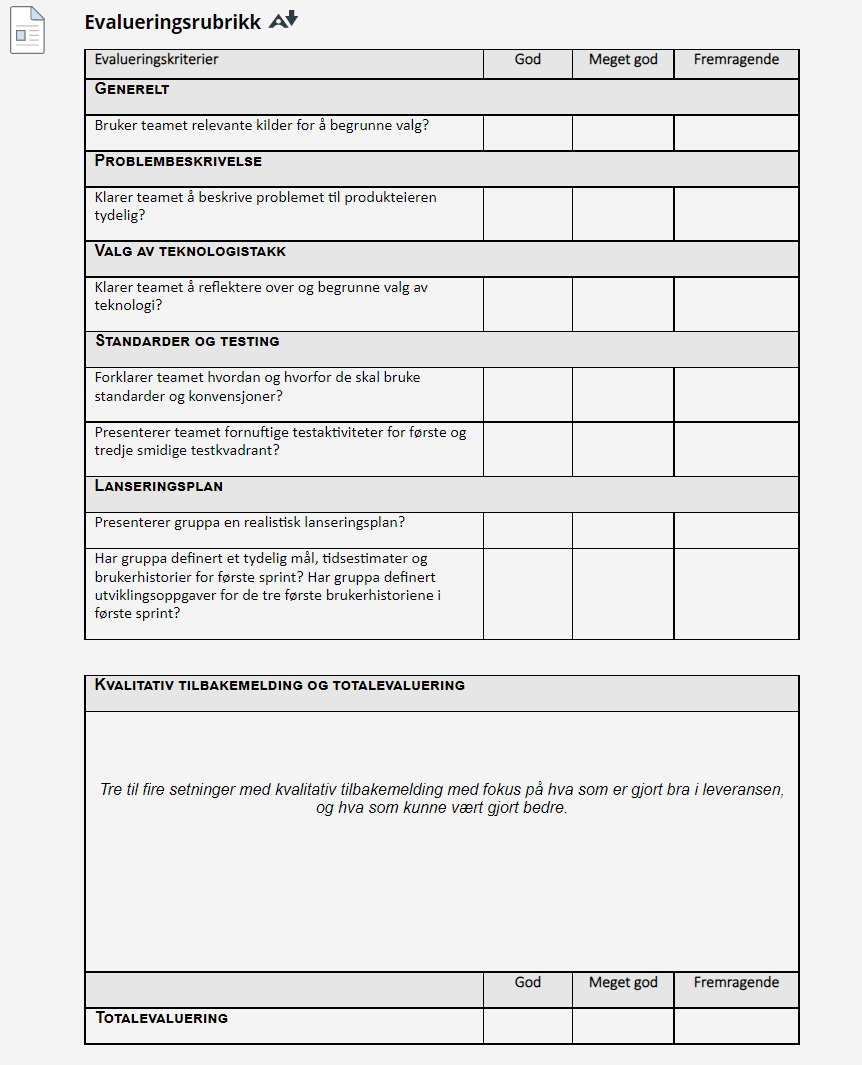 Evalueringsrubrikk
Evalueringskriterier God Meget god Fremragende
GENERELT
Bruker teamet relevante kilder for å begrunne valg?
PROBLEMBESKRIVELSE
Klarer teamet å beskrive problemet til produkteieren
tydelig?
VALG AV TEKNOLOGISTAKK
Klarer teamet å reflektere over og begrunne valg av
teknologi?
STANDARDER OG TESTING
Forklarer teamet hvordan og hvorfor de skal bruke
standarder og konvensjoner?
Presenterer teamet fornuftige testaktiviteter for første og
tredje smidige testkvadrant?
LANSERINGSPLAN
Presenterer gruppa en realistisk lanseringsplan?
Har gruppa definert et tydelig mål, tidsestimater og
brukerhistorier for første sprint? Har gruppa definert
utviklingsoppgaver for de tre første brukerhistoriene i
første sprint?
KVALITATIV TILBAKEMELDING OG TOTALEVALUERING
Tre til fire setninger med kvalitativ tilbakemelding med fokus på hva som er gjort bra i leveransen,
og hva som kunne vært gjort bedre.
God Meget god Fremragende
TOTALEVALUERING